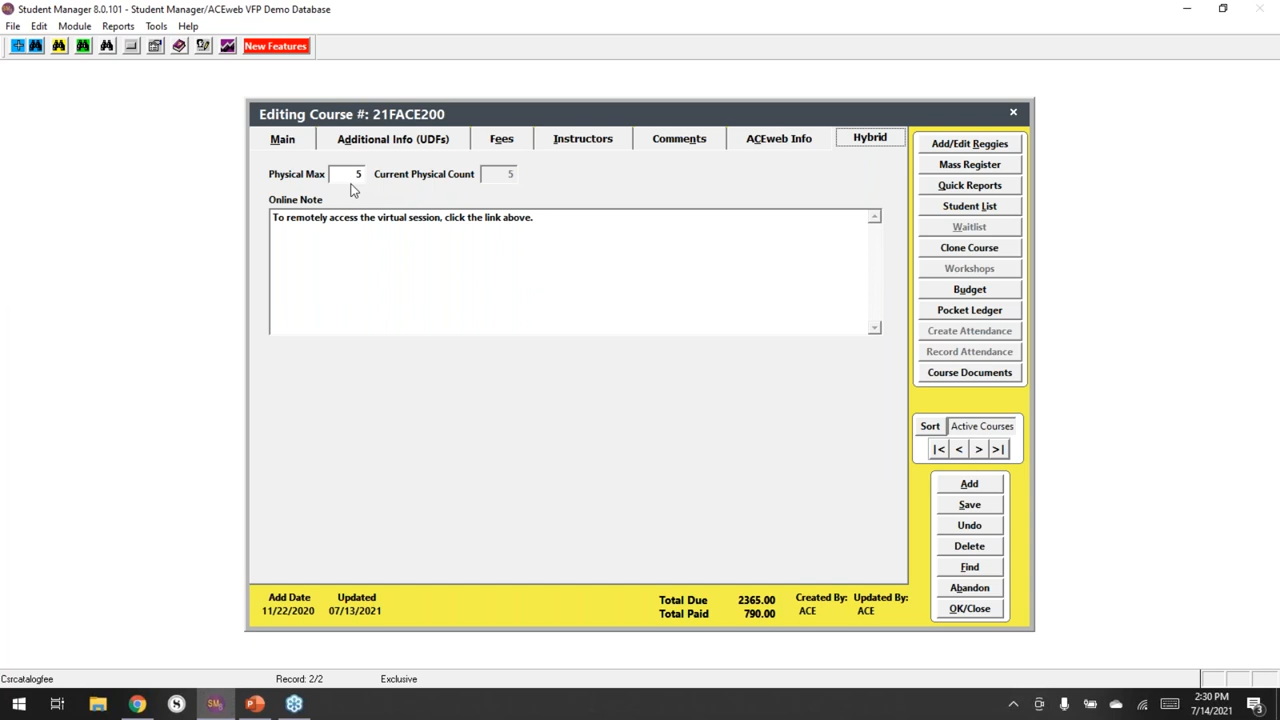 Student Manager 8.0.101 - Student Manager/ACEweb VFP Demo Database
File Edit Module Reports Tools Help
New Features
Editing Course #: 21FACE200
Main Additional Info (UDFs) Fees Instructors Comments ACEweb Info Hybrid
Physical Max 5 Current Physical Count 5
Online Note
To remotely access the virtual session, click the link above.
Add/Edit Reggies
Mass Register
Quick Reports
Student List
Waitlist
Clone Course
Workshops
Budget
Pocket Ledger
Create Attendance
Record Attendance
Course Documents
Sort Active Courses
|< < > >|
Add
Save
Undo
Delete
Find
Abandon
OK/Close
Add Date Updated
11/22/2020 07/13/2021
Total Due 2365.00
Total Paid 790.00
Created By: Updated By:
ACE ACE
Csrcatalogfee Record: 2/2 Exclusive
SM
2:30 PM
7/14/2021
3